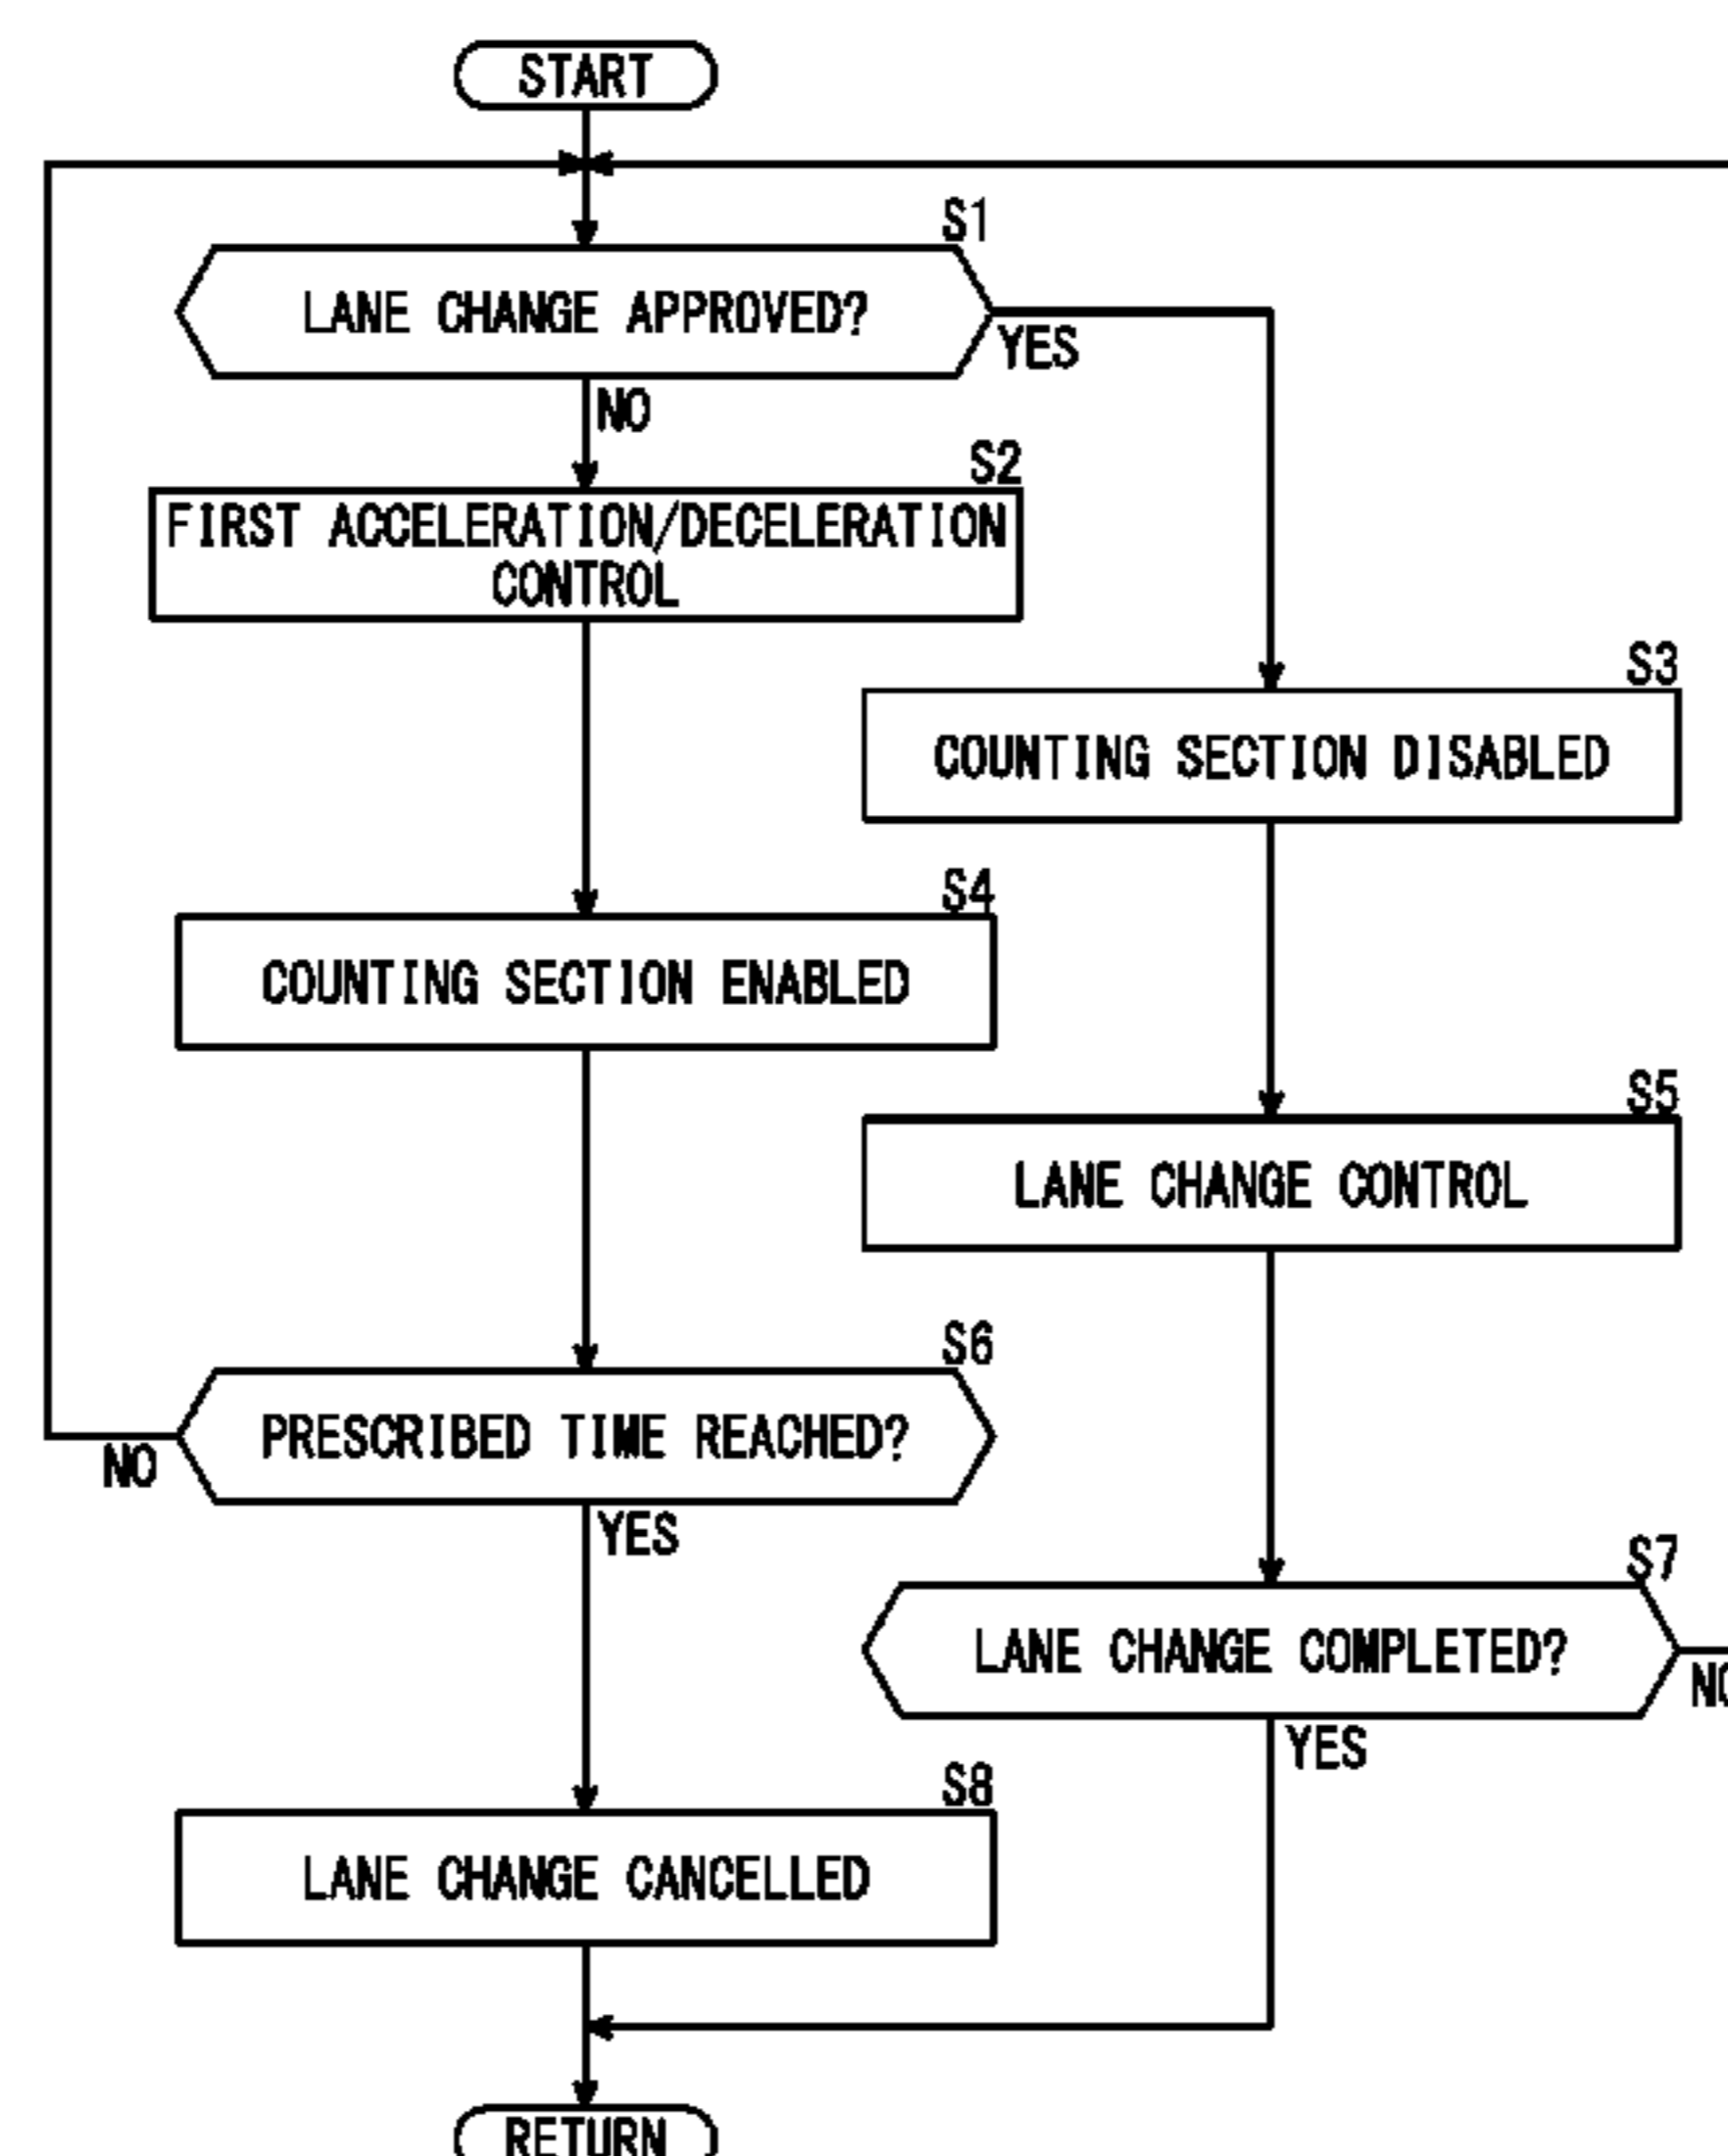 START
S1
LANE CHANGE APPROVED?
YES
NO
S2
FIRST ACCELERATION/DECELERATION
CONTROL
S3
COUNTING SECTION DISABLED
S4
COUNTING SECTION ENABLED
S5
LANE CHANGE CONTROL
S6
PRESCRIBED TIME REACHED?
NO
YES
S7
LANE CHANGE COMPLETED?
NO
YES
S8
LANE CHANGE CANCELLED
RETURN